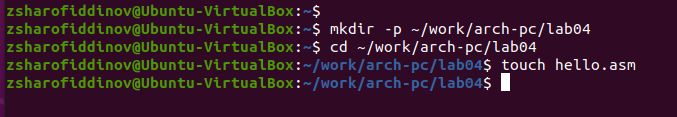 zsharofiddinov@Ubuntu-VirtualBox:~$
zsharofiddinov@Ubuntu-VirtualBox:~$ mkdir -p ~/work/arch-pc/lab04
zsharofiddinov@Ubuntu-VirtualBox:~$ cd ~/work/arch-pc/lab04
zsharofiddinov@Ubuntu-VirtualBox:~/work/arch-pc/lab04$ touch hello.asm
zsharofiddinov@Ubuntu-VirtualBox:~/work/arch-pc/lab04$